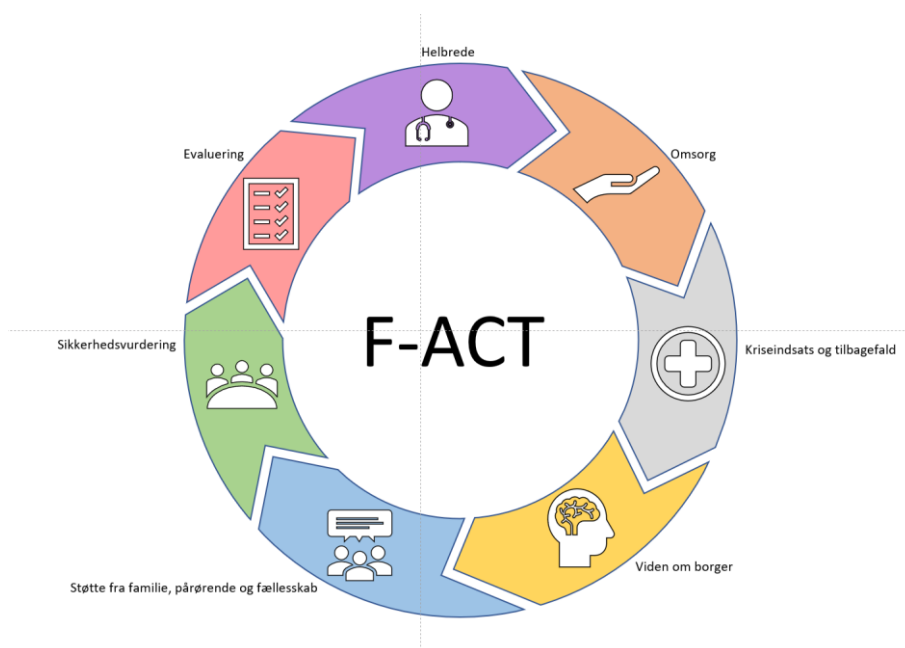 Helbrede
Omsorg
Kriseindsats og tilbagefald
Viden om borger
Støtte fra familie, pårørende og fællesskab
Sikkerhedsvurdering
Evaluering
F-ACT